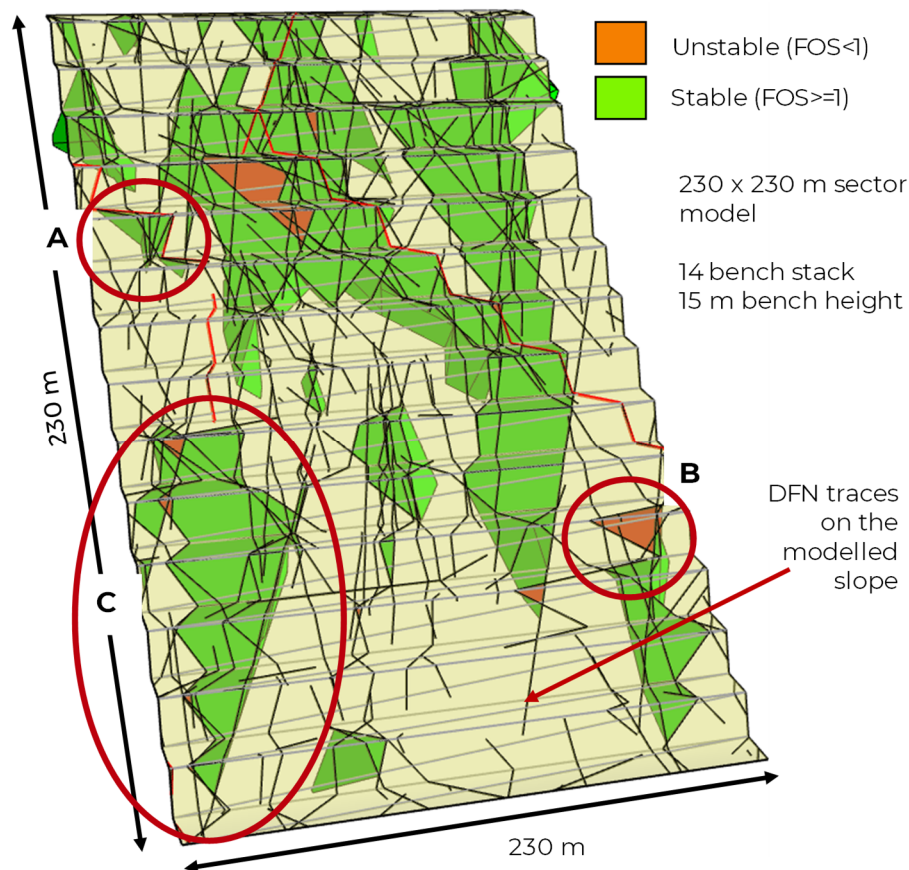 Unstable (FOS<1)
Stable (FOS>=1)
230 x 230 m sector
model
14 bench stack
15 m bench height
A
230 m
B
DFN traces
on the
modelled
slope
C
230 m